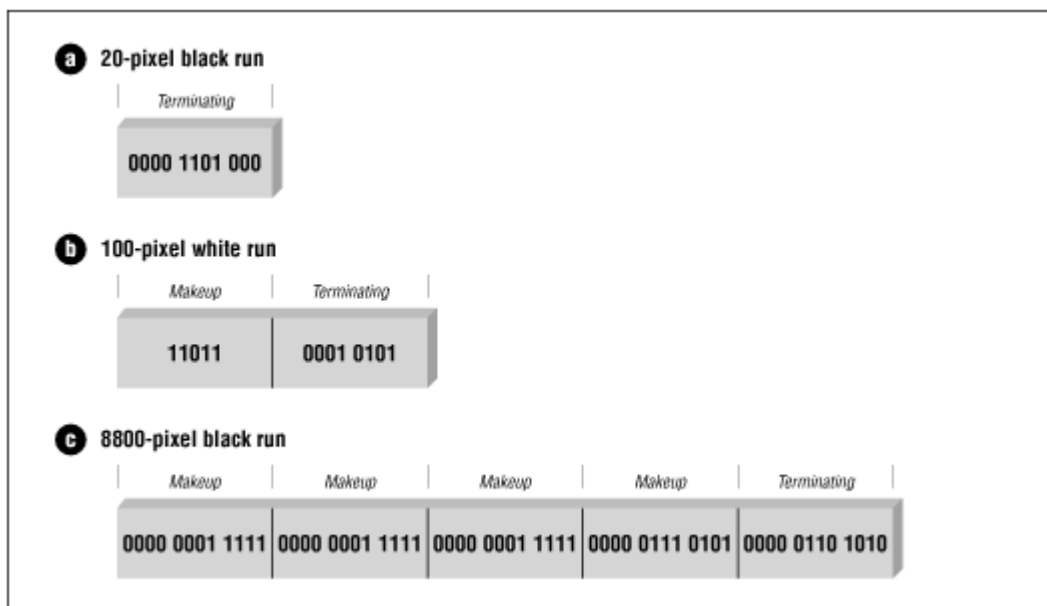 a 20-pixel black run
Terminating
0000 1101 000
b 100-pixel white run
Makeup Terminating
11011 0001 0101
c 8800-pixel black run
Makeup Makeup Makeup Makeup Terminating
0000 0001 1111 0000 0001 1111 0000 0001 1111 0000 0111 0101 0000 0110 1010